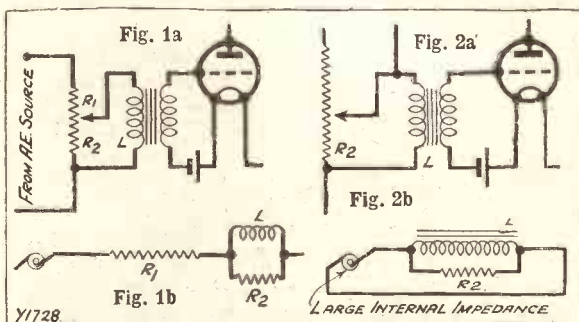 Fig. 1a
Fig. 2a
R1
R2
L
FROM A.E. SOURCE
R2
L
Fig. 2b
L
R1
R2
Fig. 1b
L
R2
LARGE INTERNAL IMPEDANCE
Y1728